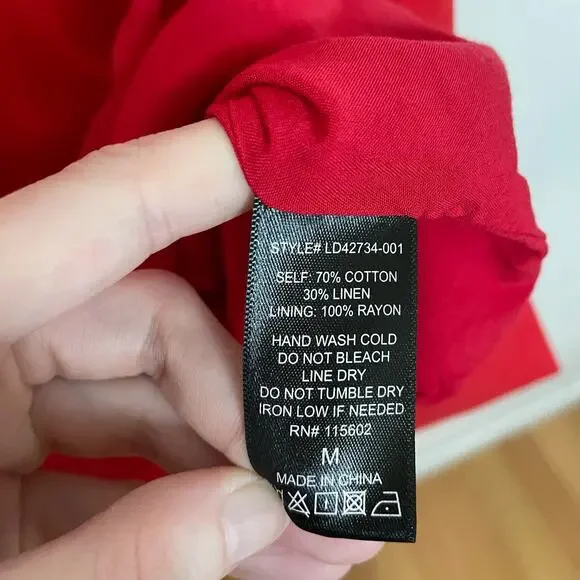 STYLE# LD42734-001
SELF: 70% COTTON
30% LINEN
LINING: 100% RAYON
HAND WASH COLD
DO NOT BLEACH
LINE DRY
DO NOT TUMBLE DRY
IRON LOW IF NEEDED
RN# 115602
M
MADE IN CHINA